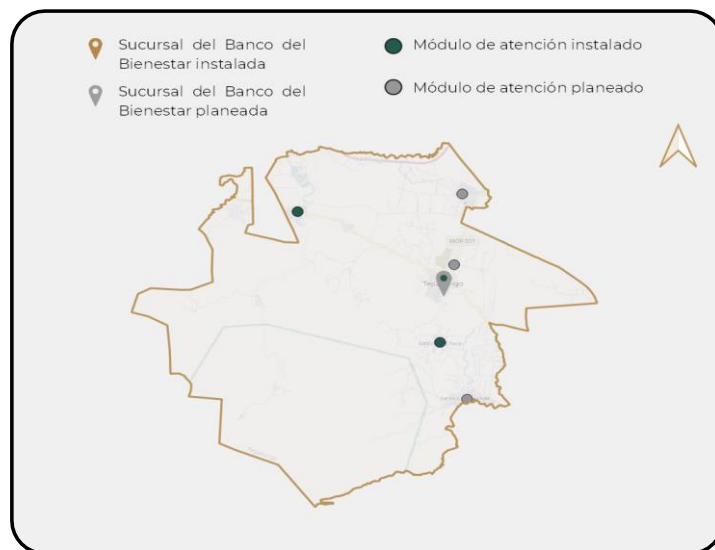 Sucursal del Banco del
Bienestar instalada
Sucursal del Banco del
Bienestar planeada
Módulo de atención instalado
Módulo de atención planeado